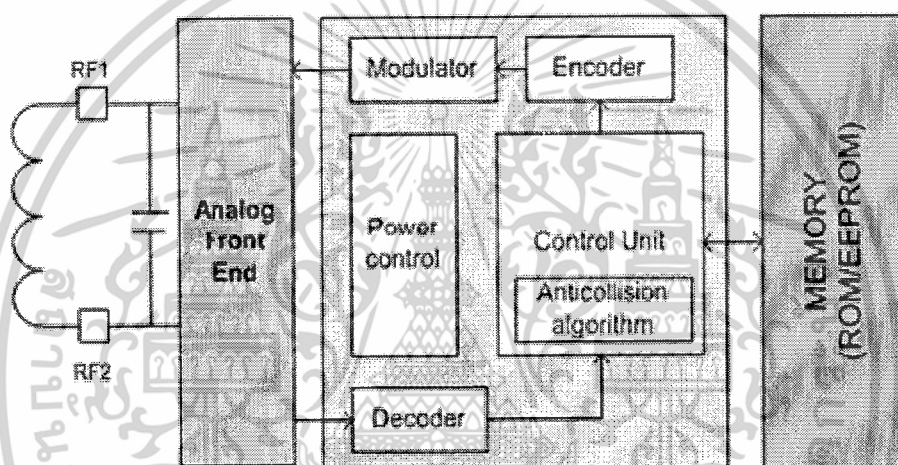 RF1
RF2
Analog
Front
End
Modulator
Encoder
Power
control
Control Unit
Anticollision
algorithm
Decoder
MEMORY
(ROM/EEPROM)